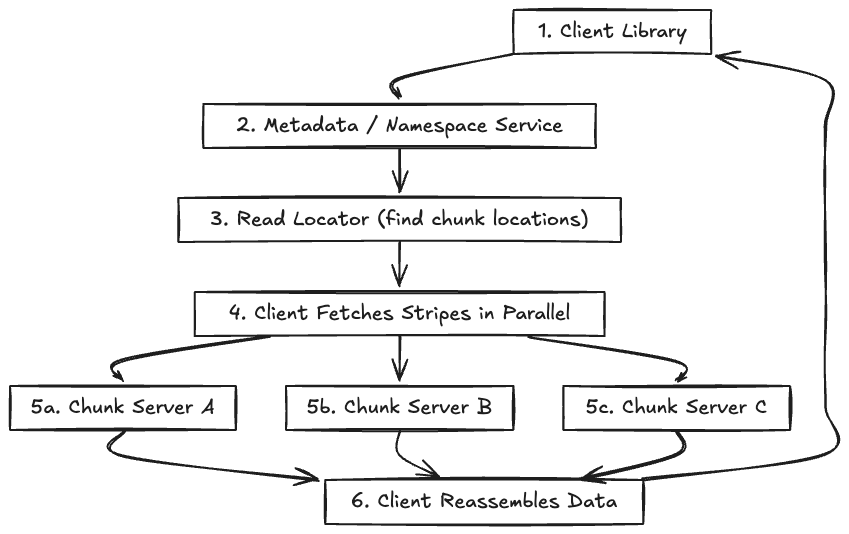 1. Client Library
2. Metadata / Namespace Service
3. Read Locator (find chunk locations)
4. Client Fetches Stripes in Parallel
5a. Chunk Server A
5b. Chunk Server B
5c. Chunk Server C
6. Client Reassembles Data